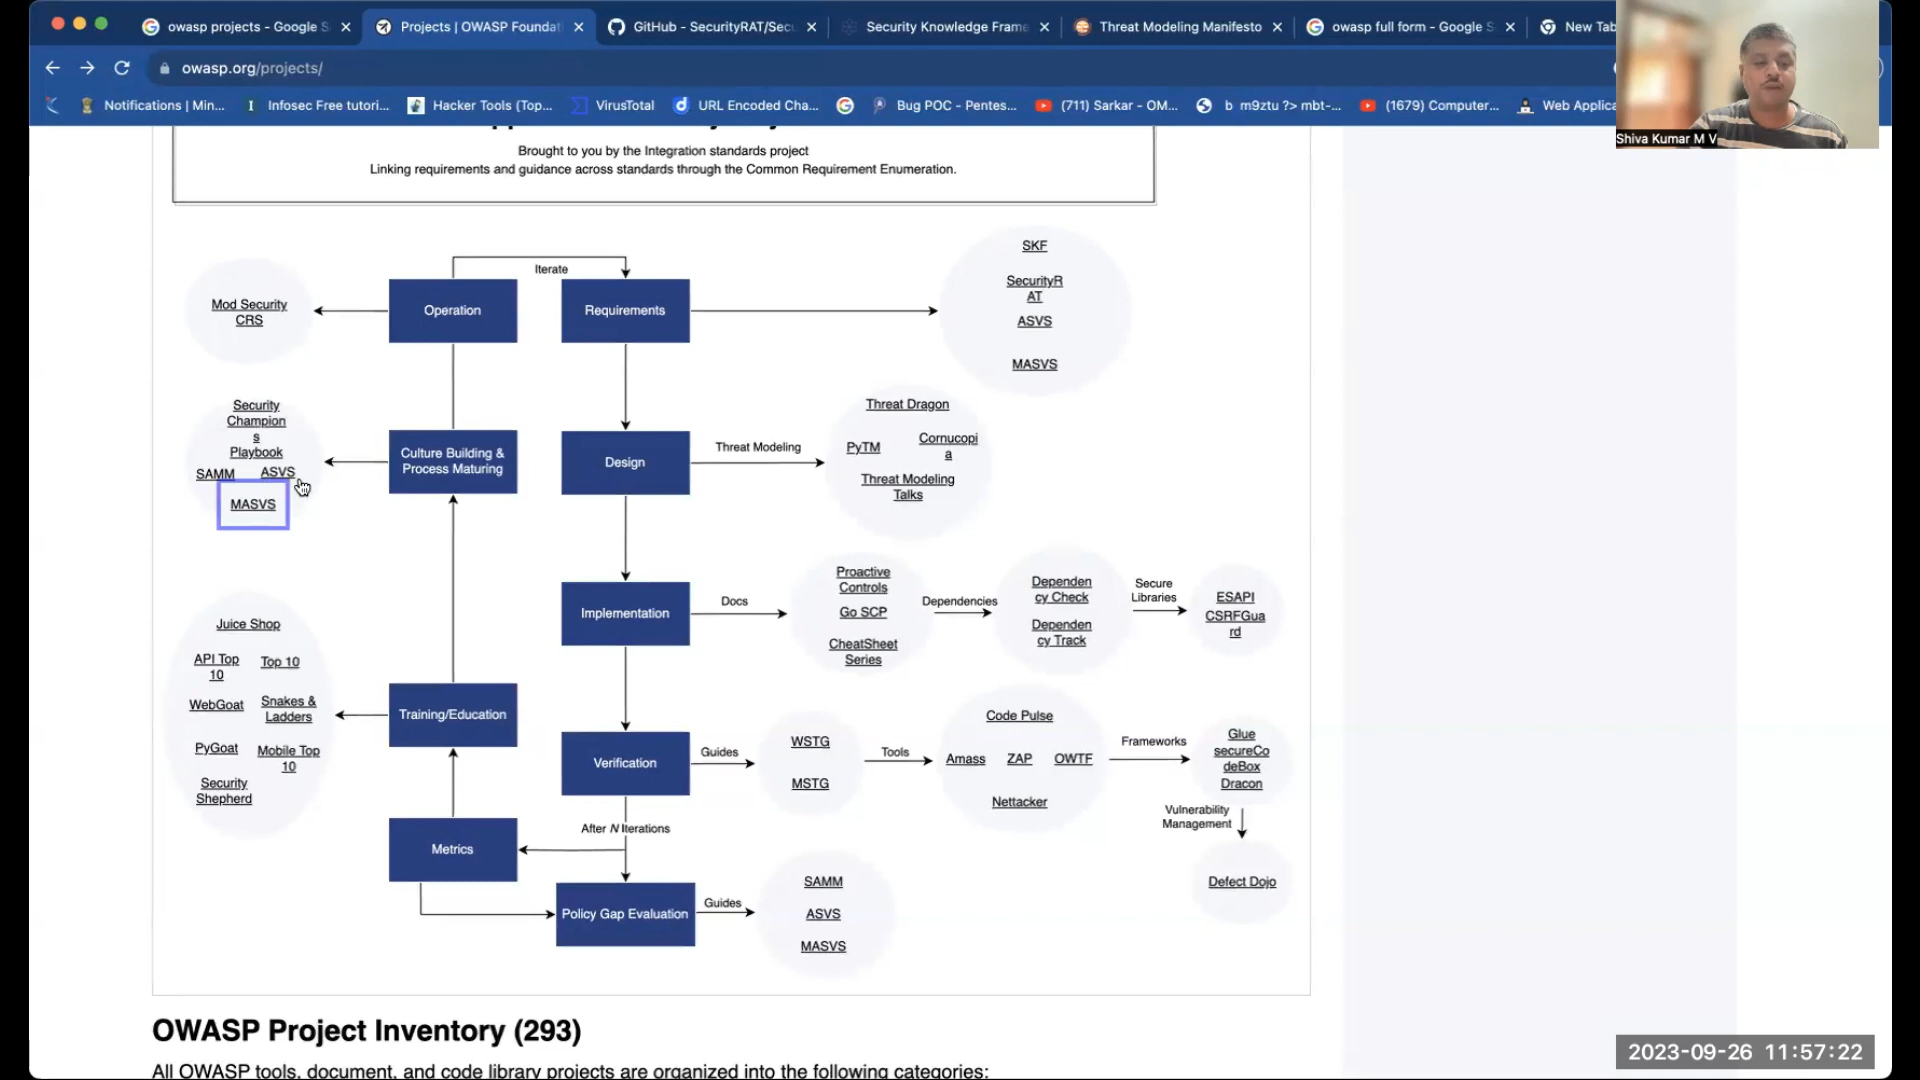 owasp projects - Google S
Projects | OWASP Foundat
GitHub - SecurityRAT/Secu
Security Knowledge Frame
Threat Modeling Manifesto
owasp full form - Google S
New Tab
owasp.org/projects/
Notifications | Min...
Infosec Free tutori...
Hacker Tools (Top...
VirusTotal
URL Encoded Cha...
Bug POC - Pentes...
(711) Sarkar - OM...
b m9ztu ?> mbt-...
(1679) Computer...
Web Applica
Shiva Kumar M V
Brought to you by the Integration standards project
Linking requirements and guidance across standards through the Common Requirement Enumeration.
Iterate
Mod Security
CRS
Operation
Requirements
SKF
SecurityR
AT
ASVS
MASVS
Security
Champion
s
Playbook
SAMM
ASVS
MASVS
Culture Building &
Process Maturing
Design
Threat Modeling
Threat Dragon
PyTM
Cornucopi
a
Threat Modeling
Talks
Implementation
Docs
Proactive
Controls
Go SCP
CheatSheet
Series
Dependencies
Dependen
cy Check
Dependen
cy Track
Secure
Libraries
ESAPI
CSRFGua
rd
Juice Shop
API Top
10
Top 10
WebGoat
Snakes &
Ladders
PyGoat
Mobile Top
10
Security
Shepherd
Training/Education
Verification
Guides
WSTG
MSTG
Tools
Code Pulse
Amass
ZAP
OWTF
Nettacker
Frameworks
Glue
secureCo
deBox
Dracon
Vulnerability
Management
Defect Dojo
After N Iterations
Metrics
Policy Gap Evaluation
Guides
SAMM
ASVS
MASVS
OWASP Project Inventory (293)
All OWASP tools, document, and code library projects are organized into the following categories:
2023-09-26 11:57:22